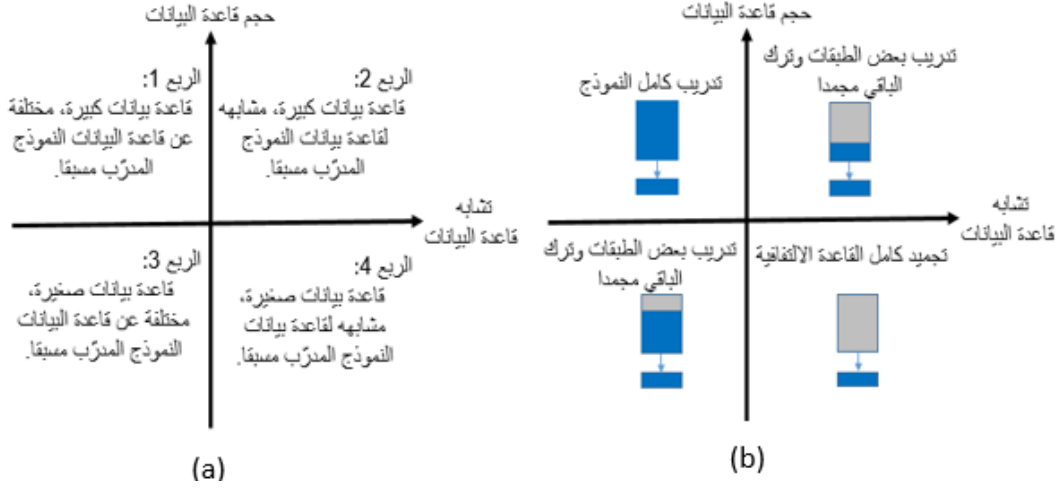 حجم قاعدة البيانات
الربع 1:
قاعدة بيانات كبيرة، مختلفة
عن قاعدة البيانات النموذج
المدرّب مسبقا.
الربع 2:
قاعدة بيانات كبيرة، مشابهه
لقاعدة بيانات النموذج
المدرّب مسبقا.
تشابه
قاعدة البيانات
الربع 3:
قاعدة بيانات صغيرة،
مختلفة عن قاعدة البيانات
النموذج المدرّب مسبقا.
الربع 4:
قاعدة بيانات صغيرة،
مشابهه لقاعدة بيانات
النموذج المدرّب مسبقا.
(a)
حجم قاعدة البيانات
تدريب كامل النموذج
تدريب بعض الطبقات وترك
الباقي مجمدا
تشابه
قاعدة البيانات
تدريب بعض الطبقات وترك
الباقي مجمدا
تجميد كامل القاعدة الالتفافية
(b)